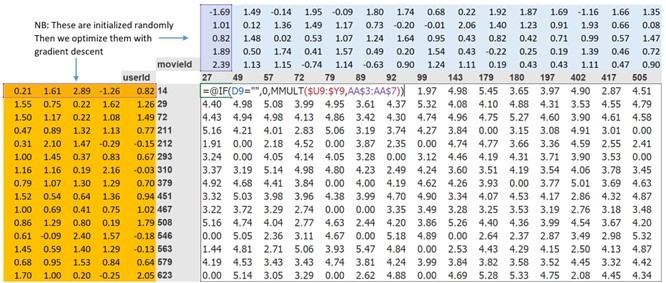 NB: These are initialized randomly
Then we optimize them with
gradient descent
-1.69 1.49 -0.14 1.95 -0.09 1.80 1.74 0.68 0.22 1.92 1.87 1.69 -1.16 1.66 1.35
1.01 0.12 1.36 1.49 1.17 0.73 -0.20 -0.01 2.06 1.40 1.23 0.91 1.93 0.66 0.08
0.82 1.48 0.02 0.53 1.07 1.24 1.64 0.95 0.43 0.82 0.42 0.71 0.99 0.57 1.47
1.89 0.50 1.74 0.41 1.57 0.49 0.20 1.54 0.43 -0.22 0.25 0.19 1.39 0.46 0.72
movieId 2.39 1.13 1.15 -0.74 1.14 -0.63 0.90 1.24 1.11 0.19 0.43 0.43 0.47 1.11 0.90
userId 27 49 57 72 79 89 92 99 143 179 180 197 402 417 505
0.21 1.61 2.89 -1.26 0.82 14 =@IF(D9="",0,MMULT($U9:$Y9,AA$3:AA$7)) 1.97 4.98 5.45 3.65 3.97 4.90 2.87 4.51
1.55 0.75 0.22 1.62 1.26 29 4.40 4.98 5.08 3.99 4.95 3.61 4.37 5.32 4.08 4.10 4.88 4.31 3.53 4.55 4.79
1.50 1.17 0.22 1.08 1.49 72 4.43 4.94 4.98 4.13 4.86 3.42 4.30 4.74 4.96 4.75 5.27 4.60 3.90 4.61 4.58
0.47 0.89 1.32 1.13 0.77 211 5.16 4.21 4.01 2.83 5.06 3.19 3.74 4.27 3.84 0.00 3.15 3.08 4.91 3.01 0.00
0.31 2.10 1.47 -0.29 -0.15 212 1.91 0.00 2.18 4.52 0.00 3.87 2.35 2.01 4.74 4.77 3.66 3.36 4.59 2.55 2.41
1.00 1.45 0.37 0.83 0.67 293 3.24 0.00 4.05 4.14 4.05 3.28 0.00 3.12 4.46 4.19 4.31 3.71 3.90 3.53 0.00
1.16 1.16 0.19 2.16 -0.03 310 3.37 3.19 5.14 4.98 4.80 4.23 2.49 4.24 3.60 3.51 4.19 3.54 4.06 3.78 3.45
0.79 1.07 1.30 1.29 0.70 379 4.92 4.68 4.41 3.84 0.00 4.00 4.19 4.62 4.26 3.93 0.00 3.77 5.01 3.69 4.63
1.52 0.54 0.64 1.36 0.94 451 3.32 5.03 3.98 3.96 4.38 3.99 4.70 4.90 3.34 4.07 4.53 4.17 2.86 4.32 4.87
1.00 0.69 0.41 0.75 1.02 467 3.22 3.72 3.29 2.74 0.00 0.00 3.35 3.49 3.28 3.25 3.53 3.19 2.76 3.18 3.48
0.86 1.29 0.80 0.19 1.79 508 5.16 4.74 4.04 2.77 4.63 2.44 4.20 3.86 5.26 4.40 4.36 3.99 4.54 3.67 4.20
0.61 -0.09 2.40 1.57 -0.18 546 0.00 5.05 2.36 3.11 4.67 0.00 5.18 4.89 0.00 2.64 2.37 2.87 3.49 2.98 5.32
1.45 0.59 1.40 1.29 -0.13 563 1.44 4.81 2.71 5.06 3.93 5.47 4.84 0.00 2.53 4.43 4.29 4.15 2.50 4.13 4.87
0.68 0.95 1.53 0.84 0.64 579 4.19 4.53 3.43 3.43 4.74 3.81 4.24 3.99 3.84 3.82 3.58 3.52 4.45 3.32 4.42
1.70 1.00 0.20 -0.25 2.05 623 0.00 5.14 3.05 3.29 0.00 2.62 4.88 0.00 4.69 5.28 5.33 4.75 2.08 4.45 4.34